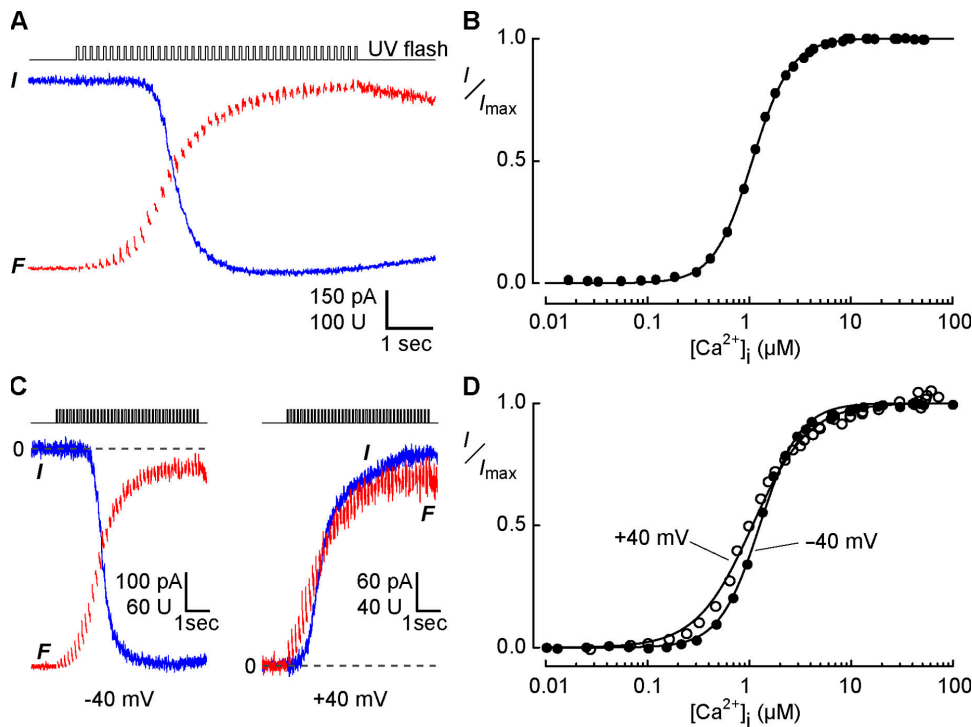 A
UV flash
I
F
150 pA
100 U
1 sec
B
I/Imax
1.0
0.5
0.0
0.01 0.1 1 10 100
[Ca2+]i (μM)
C
0
I
F
100 pA
60 U
1sec
-40 mV
I
F
60 pA
40 U
1sec
0
+40 mV
D
I/Imax
1.0
0.5
0.0
+40 mV
–40 mV
0.01 0.1 1 10 100
[Ca2+]i (μM)